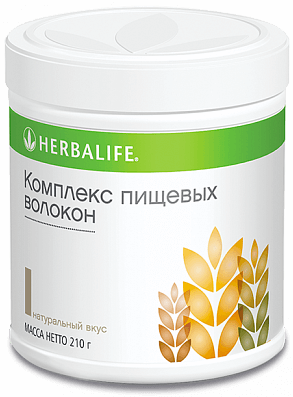 HERBALIFE®
Комплекс пищевых
волокон
натуральный вкус
МАССА НЕТТО 210 г